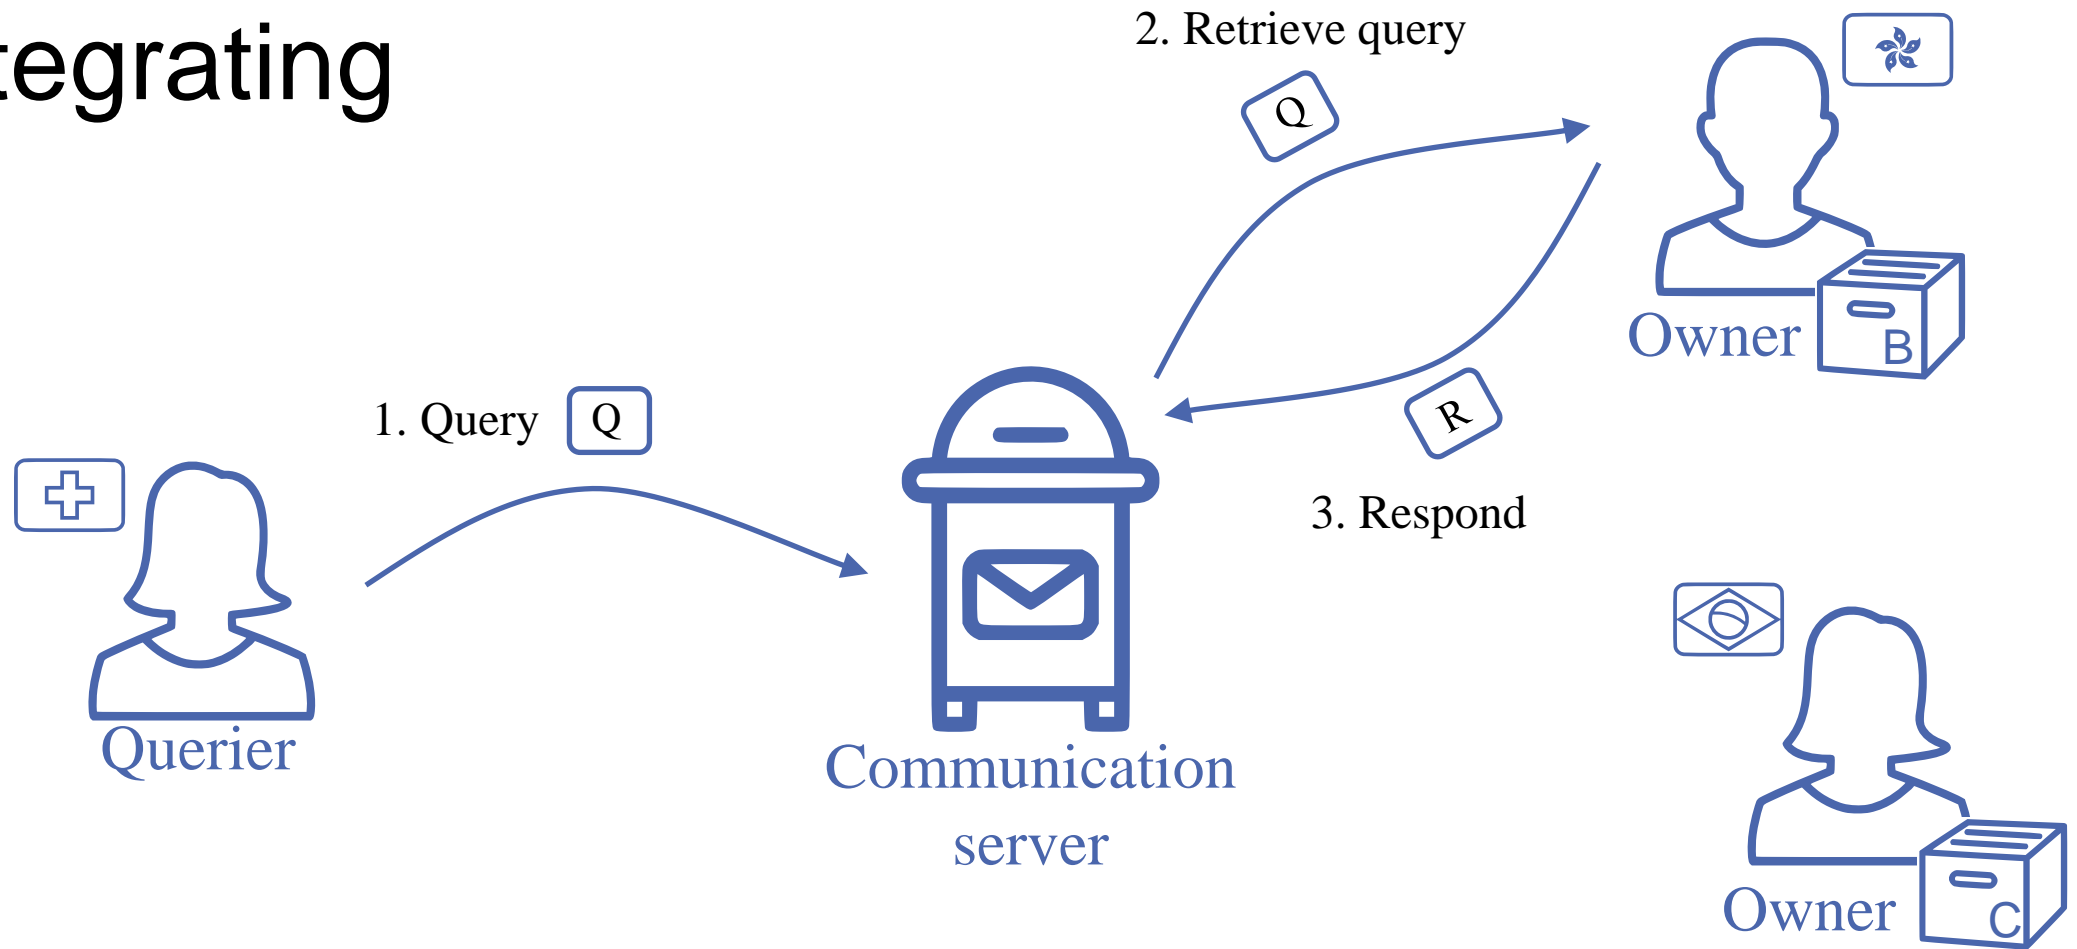 tegrating
2. Retrieve query
Q
Owner
B
1. Query
Q
R
3. Respond
Querier
Communication
server
Owner
C